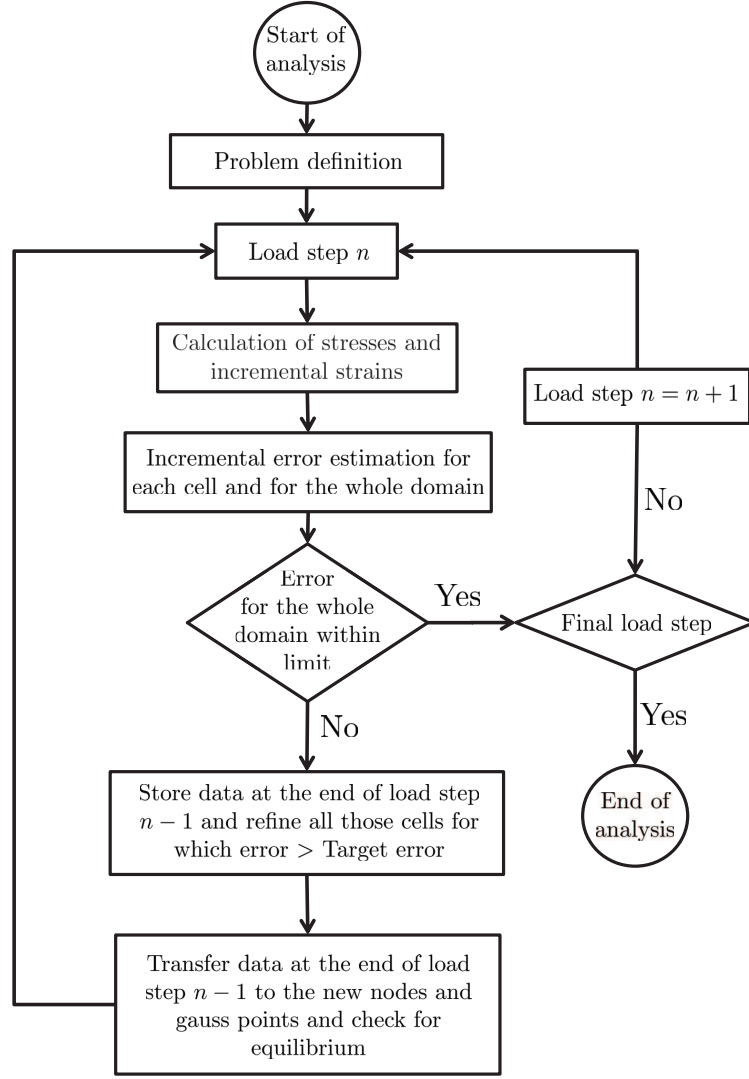 Start of
analysis
Problem definition
Load step n
Calculation of stresses and
incremental strains
Load step n = n + 1
Incremental error estimation for
each cell and for the whole domain
No
Error
for the whole
domain within
limit
Yes
Final load step
No
Yes
Store data at the end of load step
n − 1 and refine all those cells for
which error > Target error
End of
analysis
Transfer data at the end of load
step n − 1 to the new nodes and
gauss points and check for
equilibrium